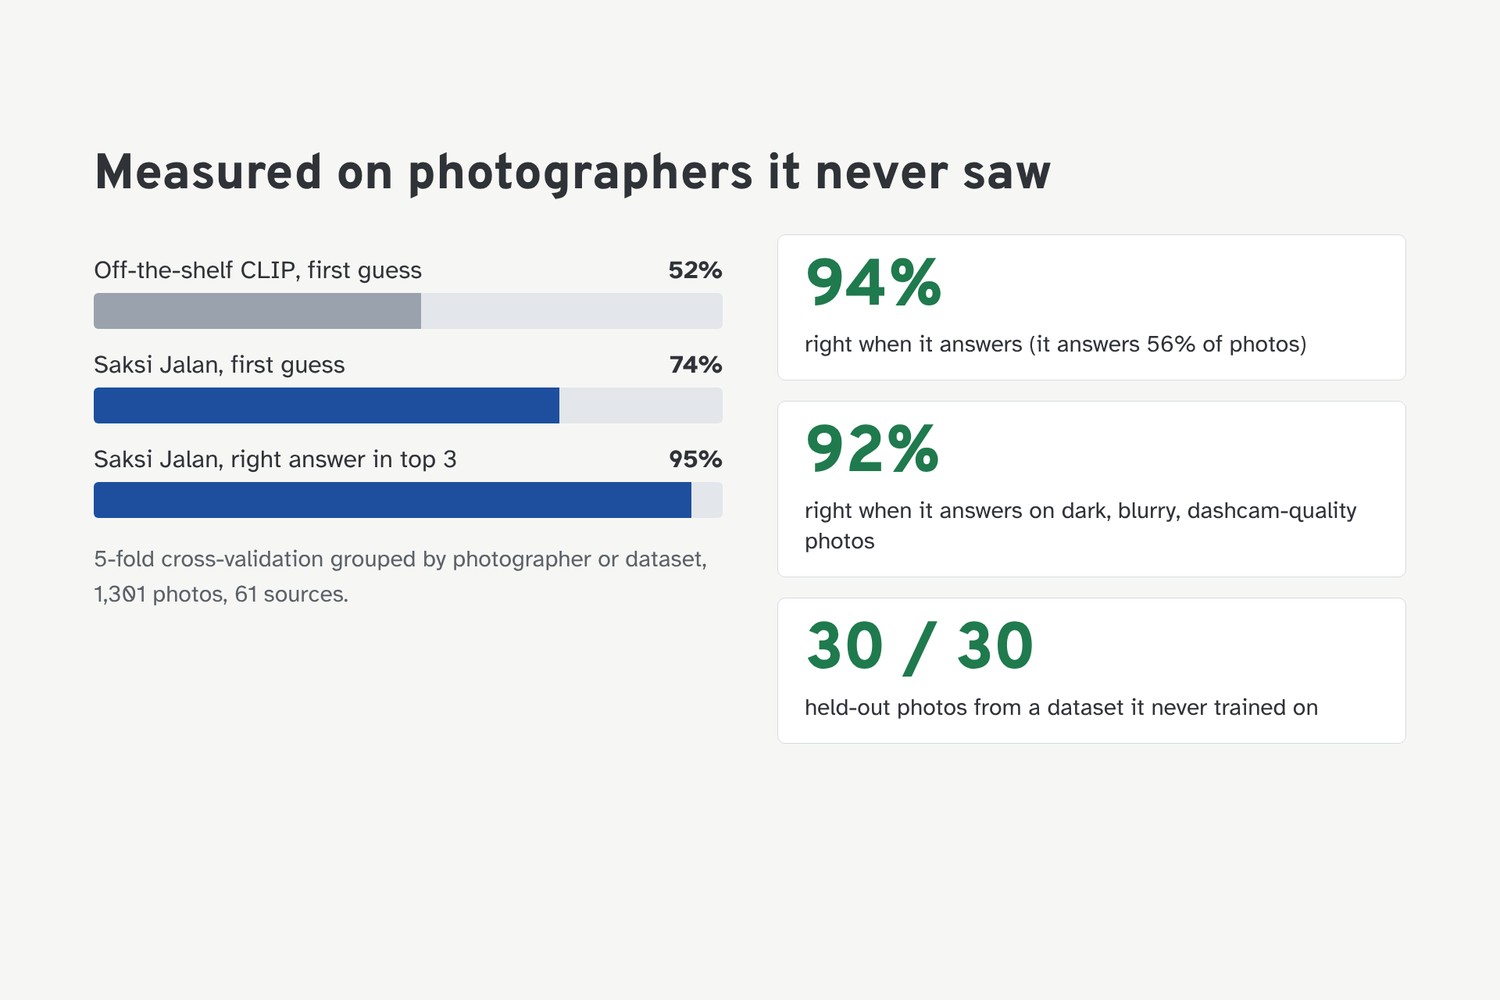 Measured on photographers it never saw
Off-the-shelf CLIP, first guess 52%
Saksi Jalan, first guess 74%
Saksi Jalan, right answer in top 3 95%
5-fold cross-validation grouped by photographer or dataset,
1,301 photos, 61 sources.
94%
right when it answers (it answers 56% of photos)
92%
right when it answers on dark, blurry, dashcam-quality
photos
30 / 30
held-out photos from a dataset it never trained on